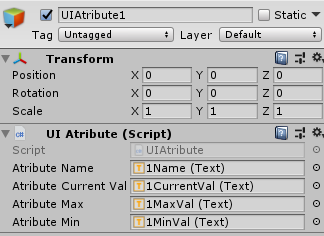 UIAtribute1 Static
Tag Untagged Layer Default
Transform
Position X 0 Y 0 Z 0
Rotation X 0 Y 0 Z 0
Scale X 1 Y 1 Z 1
UI Atribute (Script)
Script UIAtribute
Atribute Name 1Name (Text)
Atribute Current Val 1CurrentVal (Text)
Atribute Max 1MaxVal (Text)
Atribute Min 1MinVal (Text)